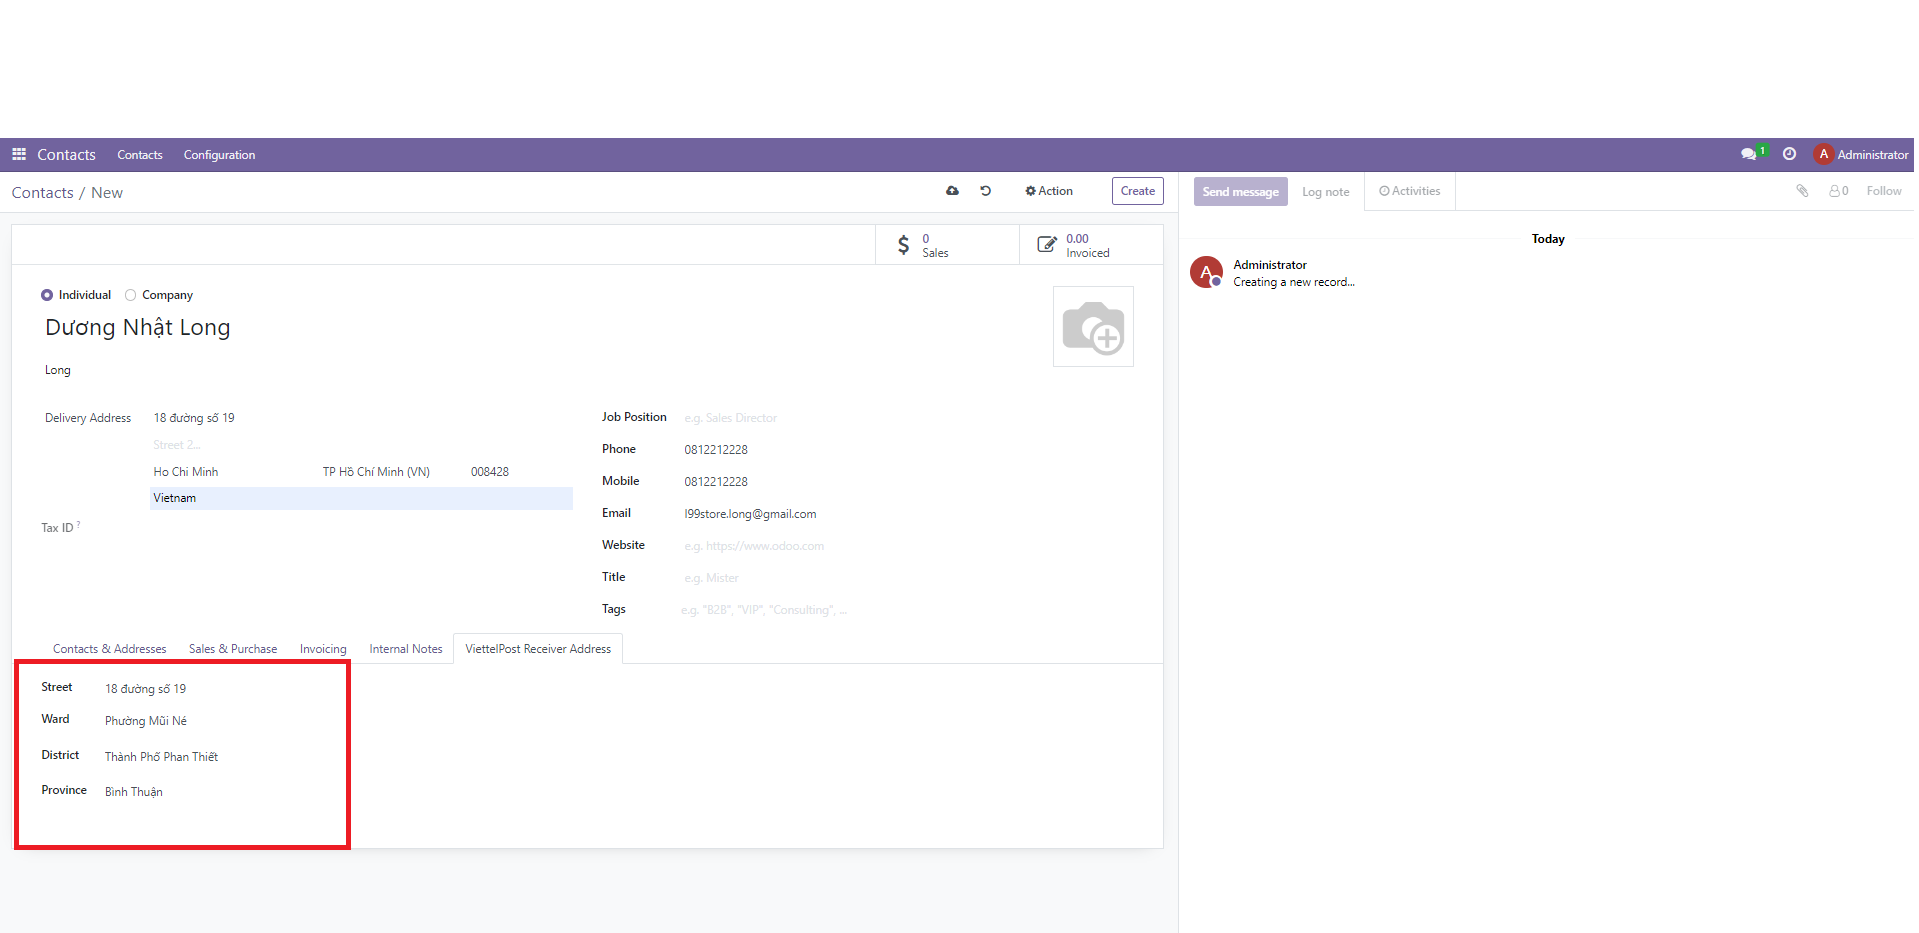 Contacts Contacts Configuration 1 A Administrator
Contacts / New Action Create Send message Log note Activities 0 Follow
0 Sales
0.00 Invoiced
Today
A Administrator
Creating a new record...
Individual Company
Dương Nhật Long
Long
Delivery Address 18 đường số 19
Street 2...
Ho Chi Minh TP Hồ Chí Minh (VN) 008428
Vietnam
Tax ID ?
Job Position e.g. Sales Director
Phone 0812212228
Mobile 0812212228
Email l99store.long@gmail.com
Website e.g. https://www.odoo.com
Title e.g. Mister
Tags e.g. "B2B", "VIP", "Consulting", ...
Contacts & Addresses Sales & Purchase Invoicing Internal Notes ViettelPost Receiver Address
Street 18 đường số 19
Ward Phường Mũi Né
District Thành Phố Phan Thiết
Province Bình Thuận